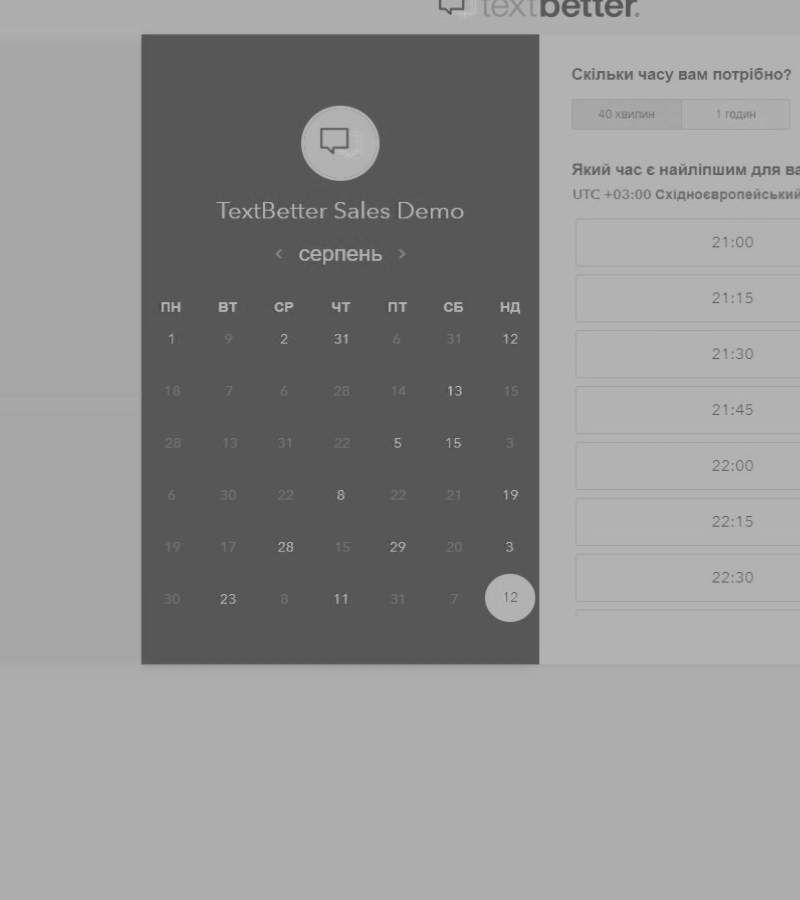 textbetter.
TextBetter Sales Demo
‹ серпень ›
ПН ВТ СР ЧТ ПТ СБ НД
1 9 2 31 6 31 12
18 7 6 28 14 13 15
28 13 31 22 5 15 3
6 30 22 8 22 21 19
19 17 28 15 29 20 3
30 23 8 11 31 7 12
Скільки часу вам потрібно?
40 хвилин 1 годин
Який час є найліпшим для ва
UTC +03:00 Східноєвропейський
21:00
21:15
21:30
21:45
22:00
22:15
22:30